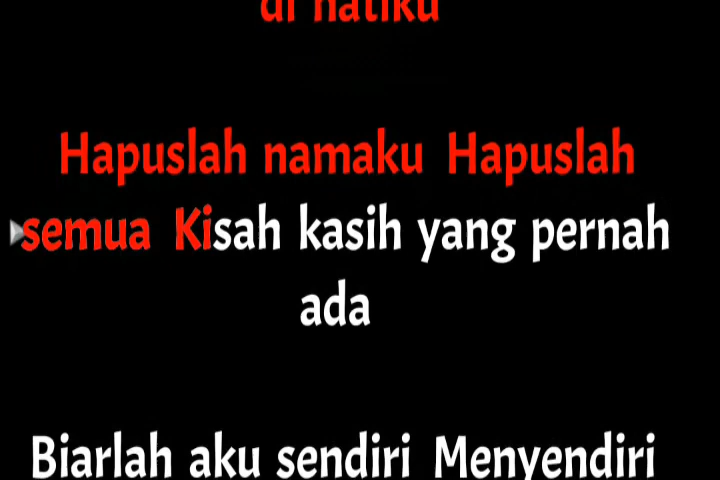 di hatiku
Hapuslah namaku Hapuslah
semua Kisah kasih yang pernah
ada
Biarlah aku sendiri Menyendiri